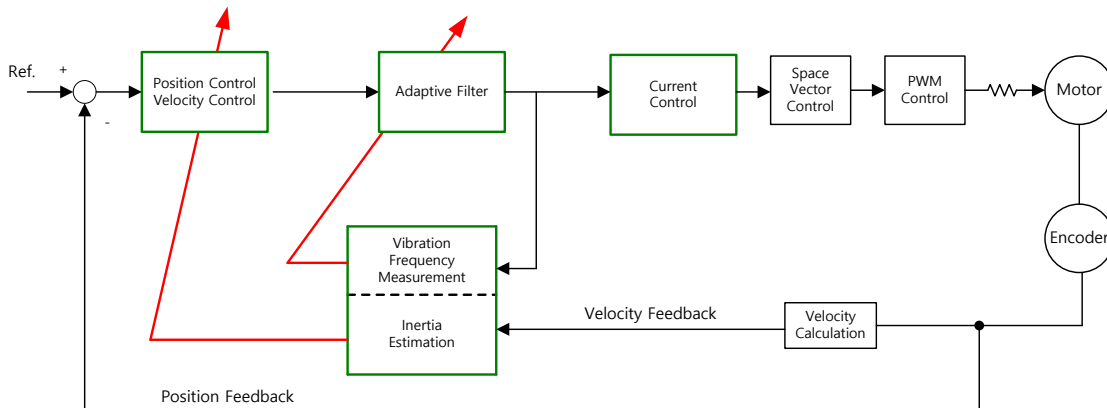 Ref.
+
-
Position Control
Velocity Control
Adaptive Filter
Current
Control
Space
Vector
Control
PWM
Control
Motor
Encoder
Vibration
Frequency
Measurement
Inertia
Estimation
Velocity Feedback
Velocity
Calculation
Position Feedback